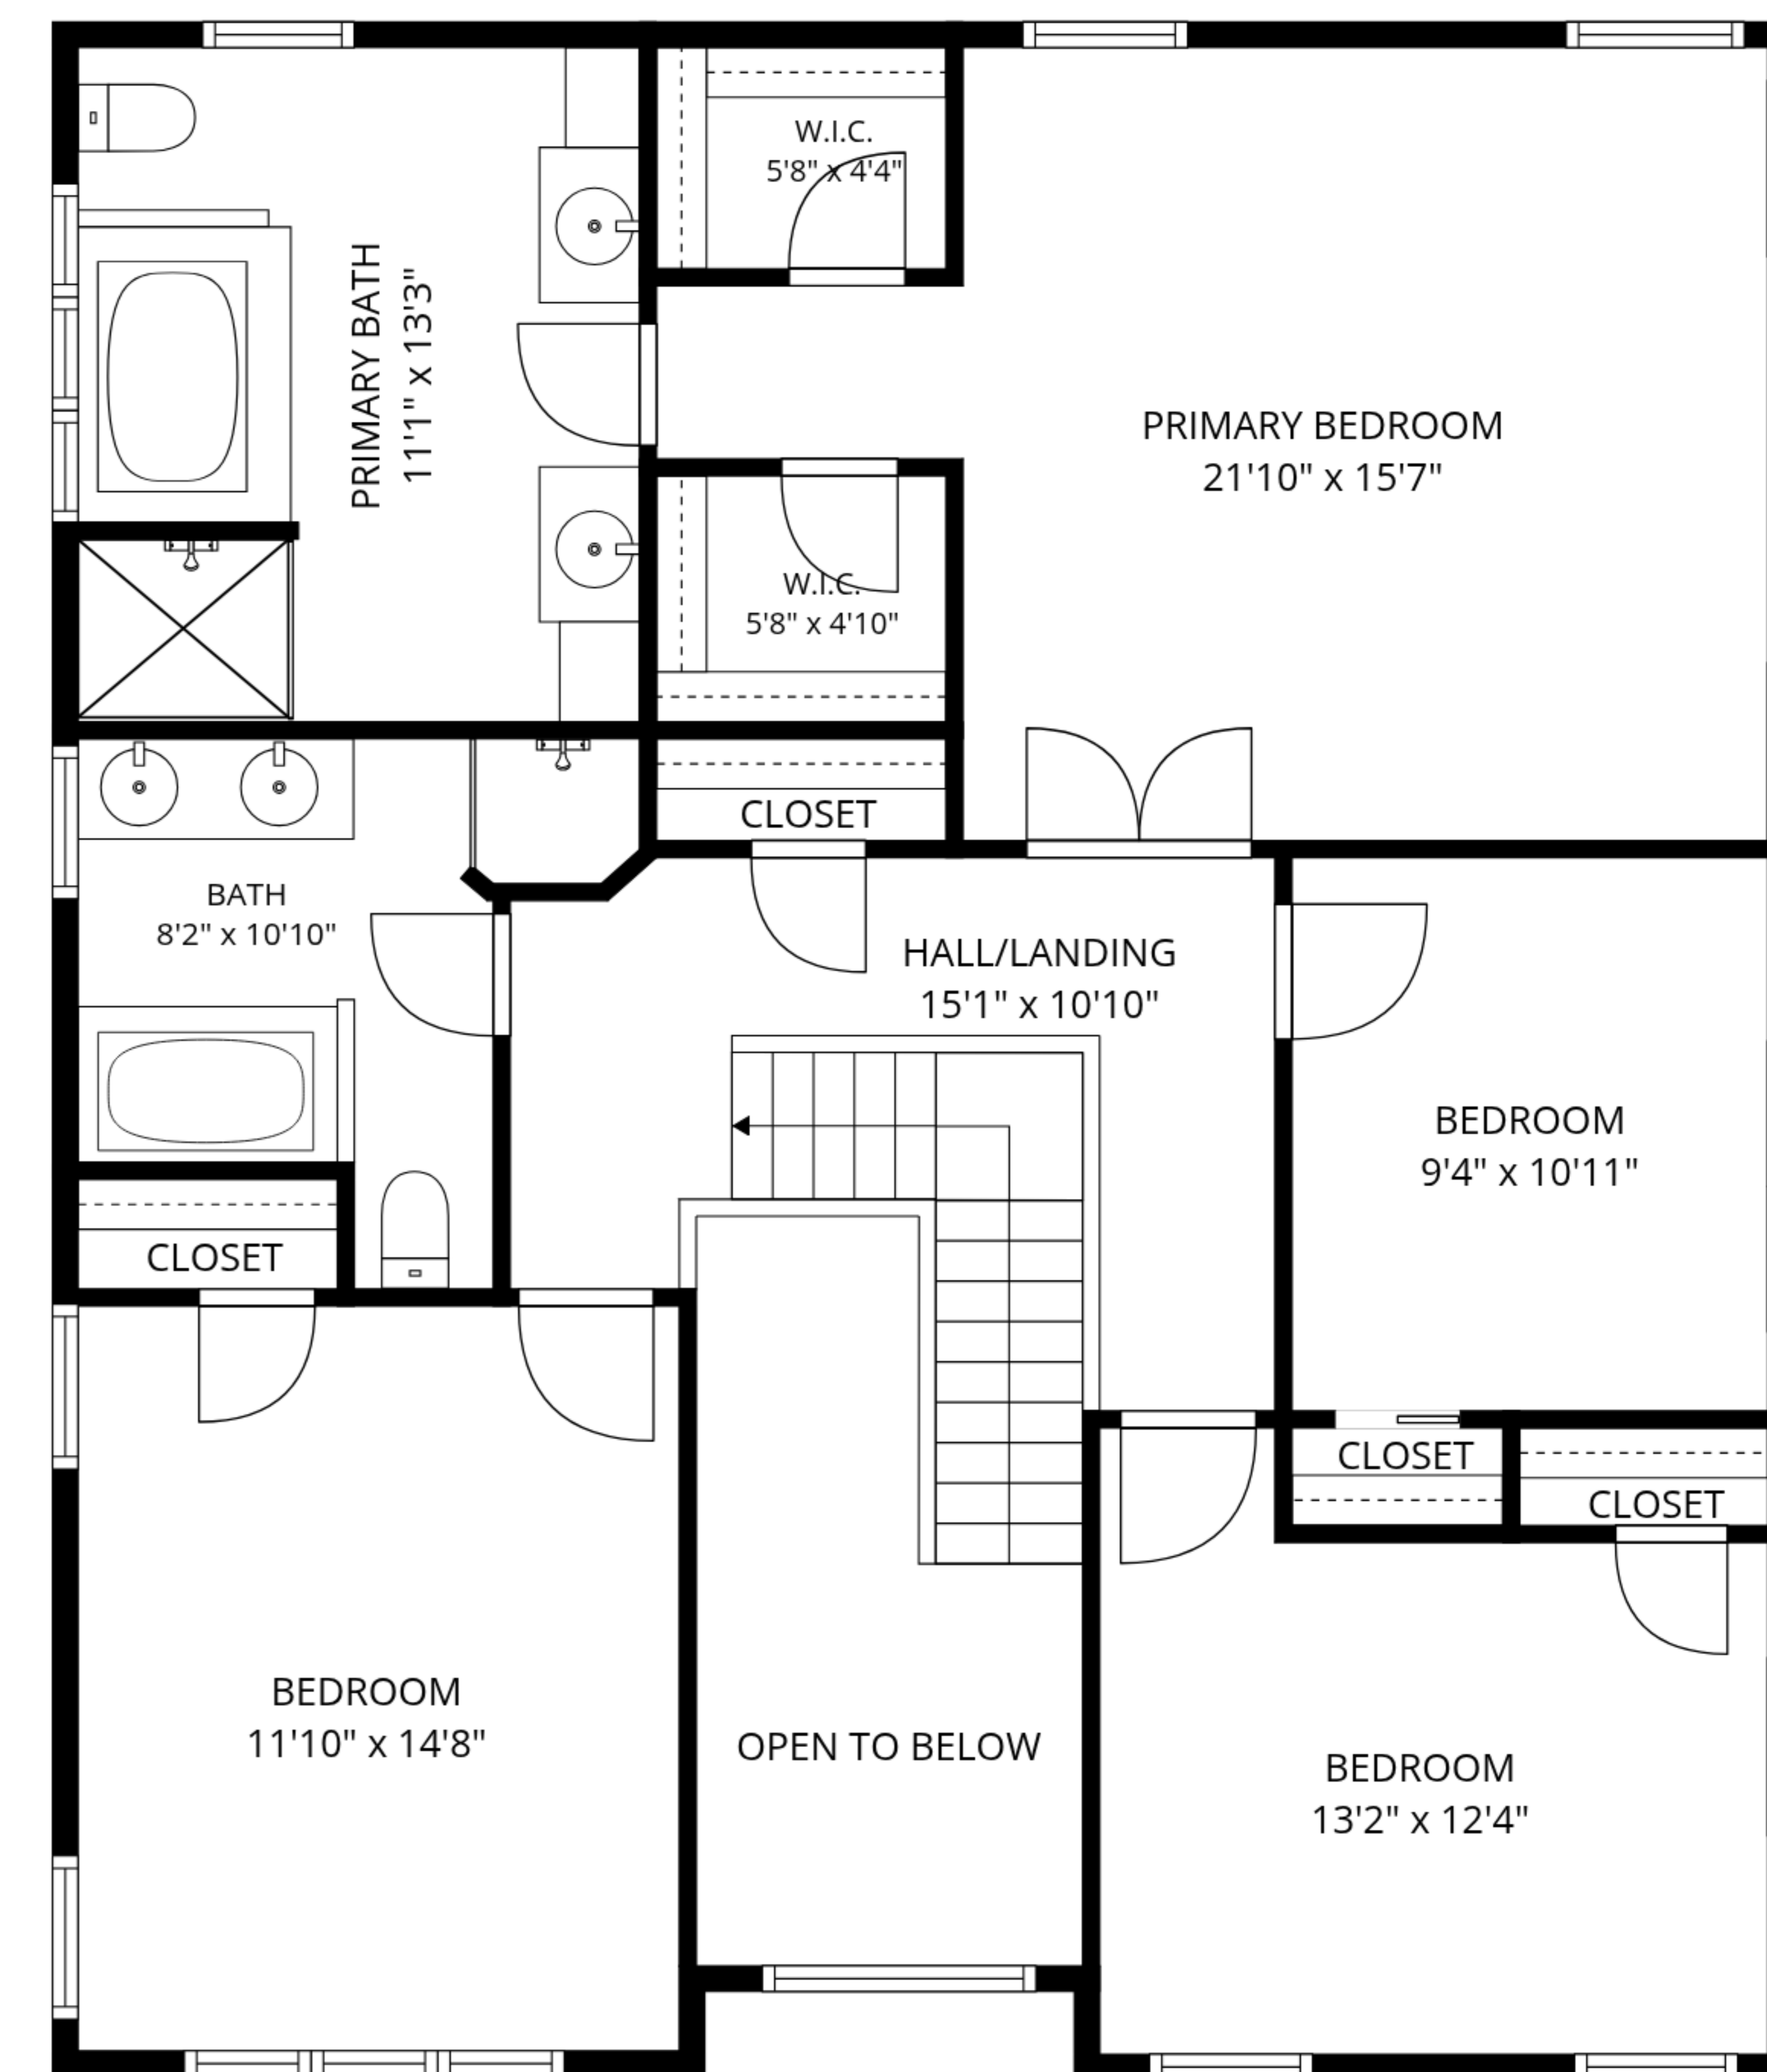 W.I.C.
5'8" x 4'4"
PRIMARY BATH
11'1" x 13'3"
PRIMARY BEDROOM
21'10" x 15'7"
W.I.C.
5'8" x 4'10"
CLOSET
BATH
8'2" x 10'10"
HALL/LANDING
15'1" x 10'10"
BEDROOM
9'4" x 10'11"
CLOSET
CLOSET
CLOSET
BEDROOM
11'10" x 14'8"
OPEN TO BELOW
BEDROOM
13'2" x 12'4"